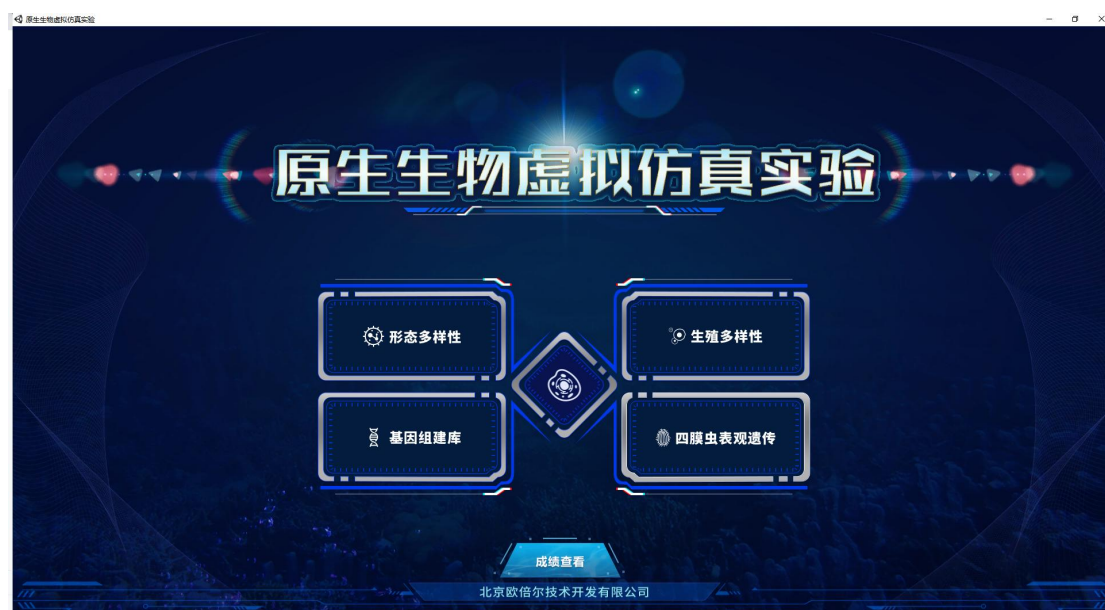 原生生物虚拟仿真实验
原生生物虚拟仿真实验
形态多样性
生殖多样性
基因组建库
四膜虫表观遗传
成绩查看
北京欧倍尔技术开发有限公司